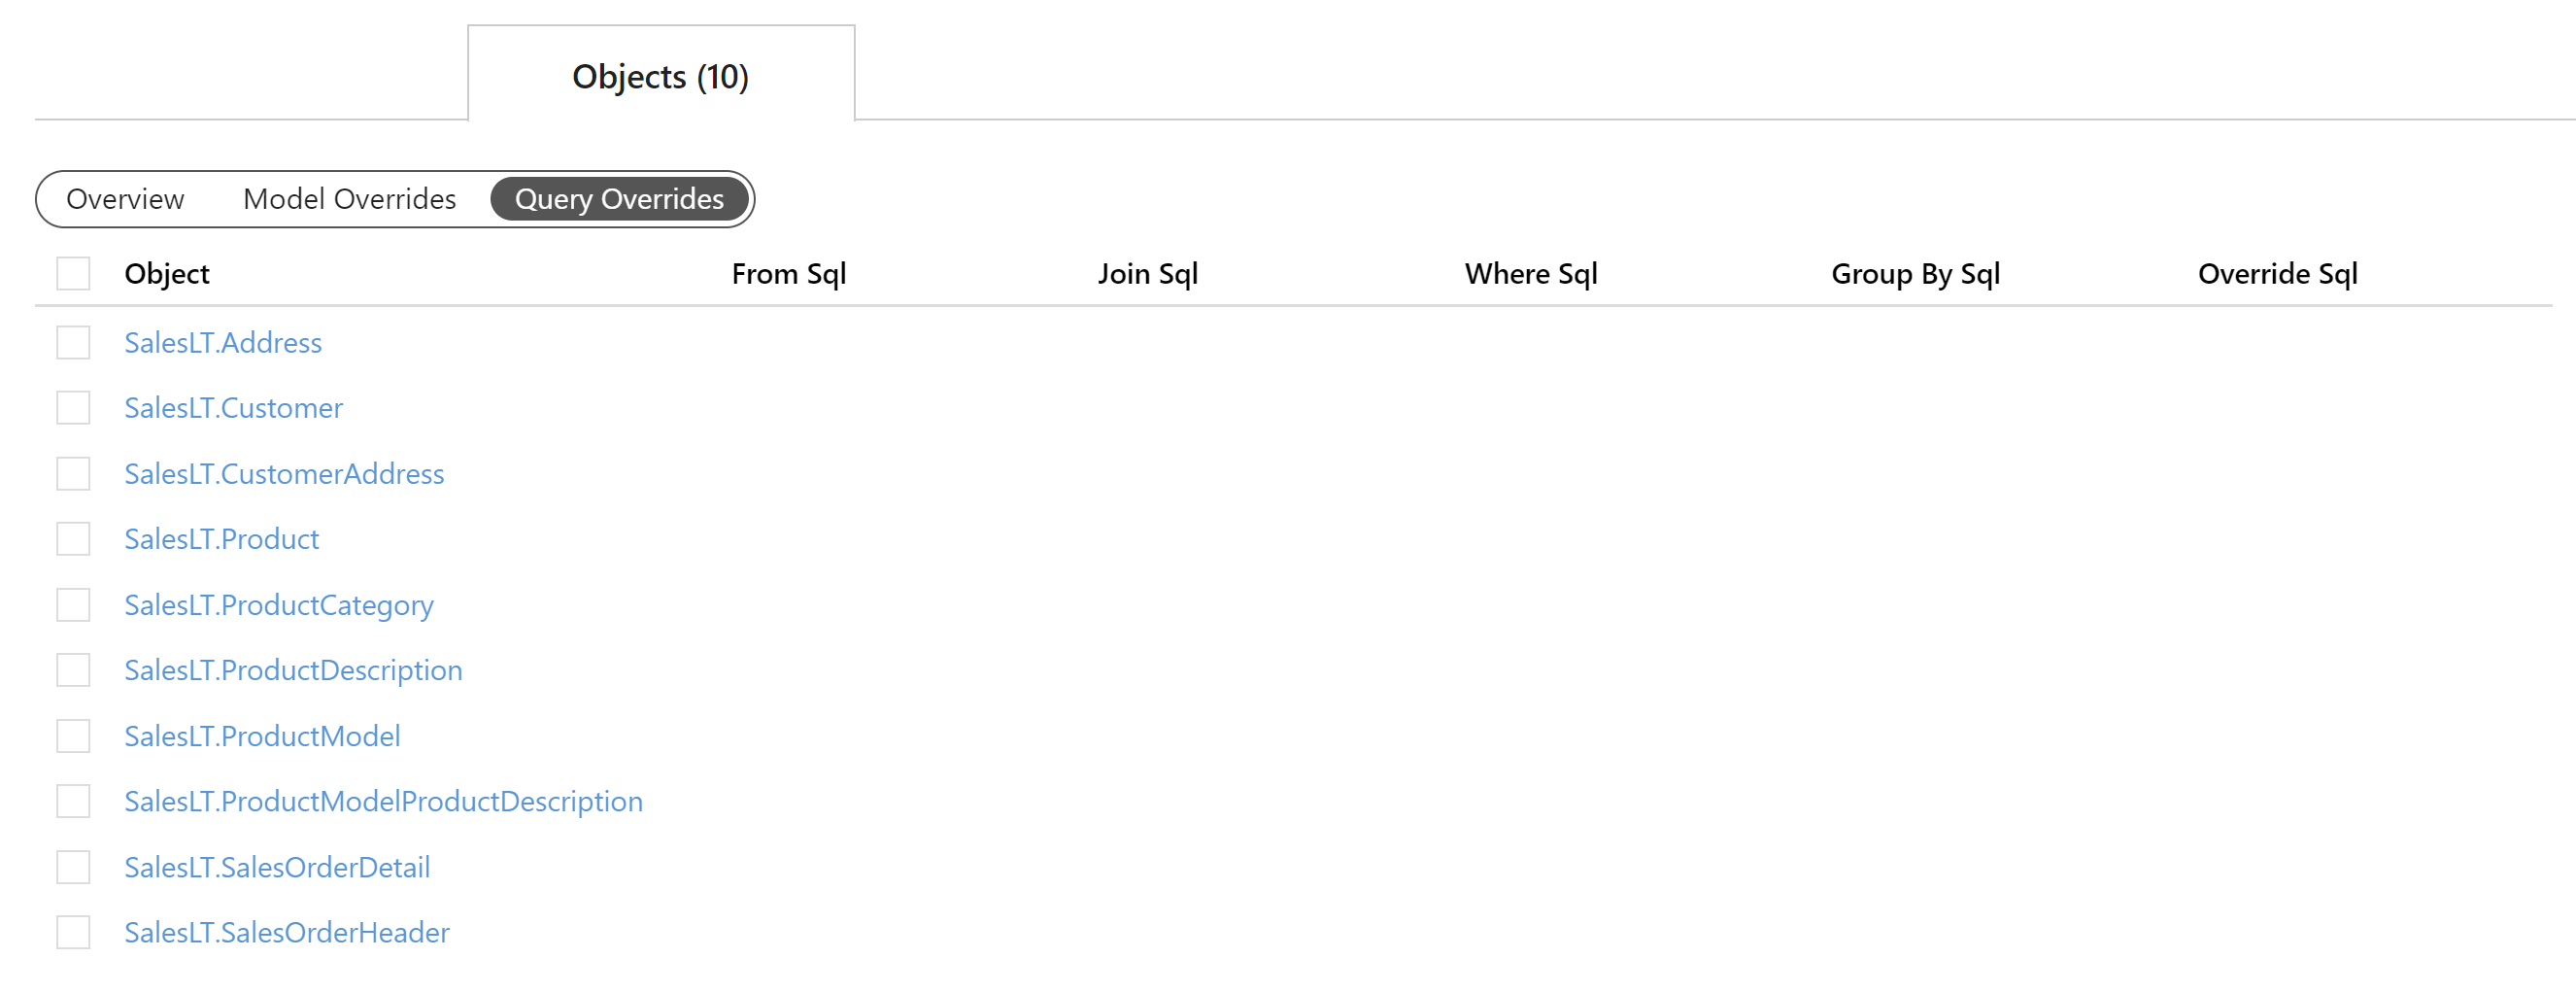 Objects (10)
Overview Model Overrides Query Overrides
Object From Sql Join Sql Where Sql Group By Sql Override Sql
SalesLT.Address
SalesLT.Customer
SalesLT.CustomerAddress
SalesLT.Product
SalesLT.ProductCategory
SalesLT.ProductDescription
SalesLT.ProductModel
SalesLT.ProductModelProductDescription
SalesLT.SalesOrderDetail
SalesLT.SalesOrderHeader